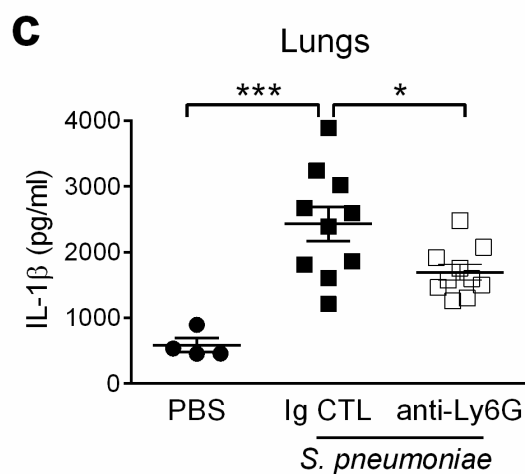 C
Lungs
*** *
IL-1β (pg/ml)
4000
3000
2000
1000
0
PBS Ig CTL anti-Ly6G
S. pneumoniae